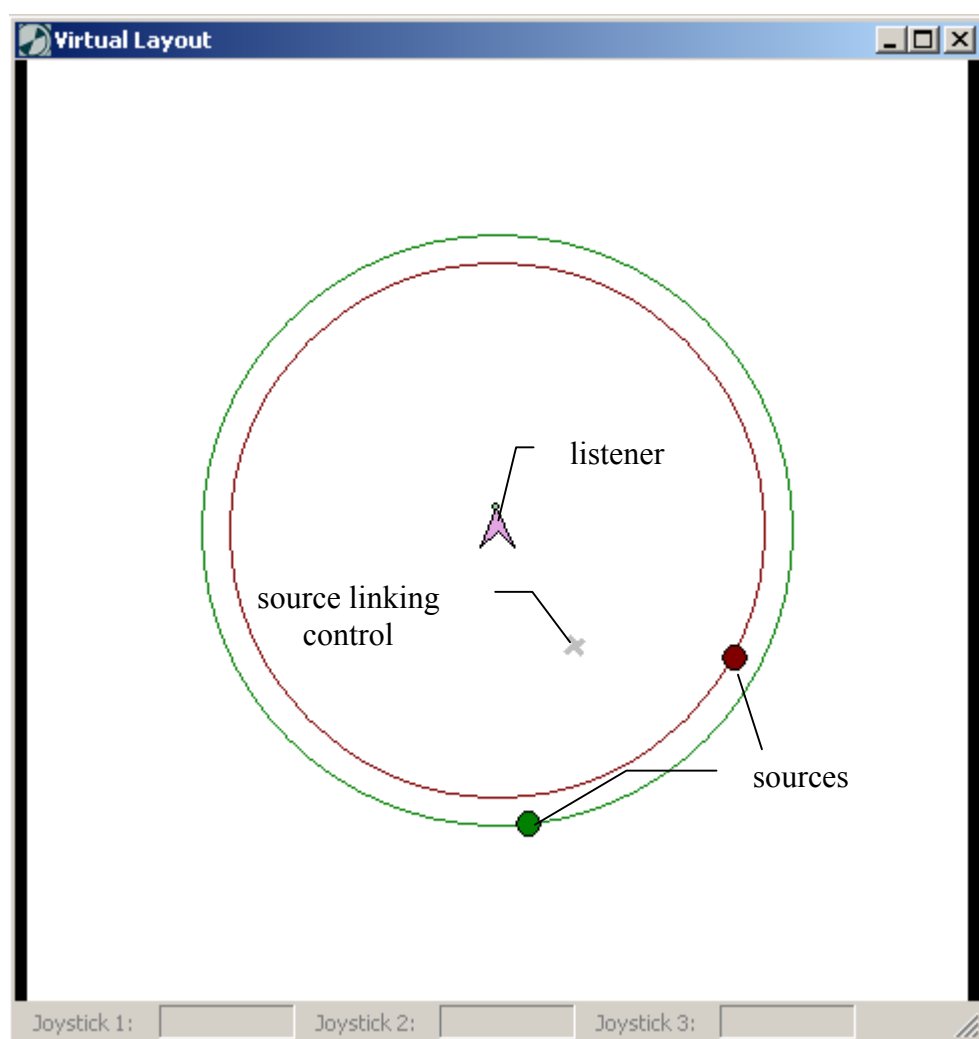 Virtual Layout
listener
source linking
control
sources
Joystick 1: Joystick 2: Joystick 3: